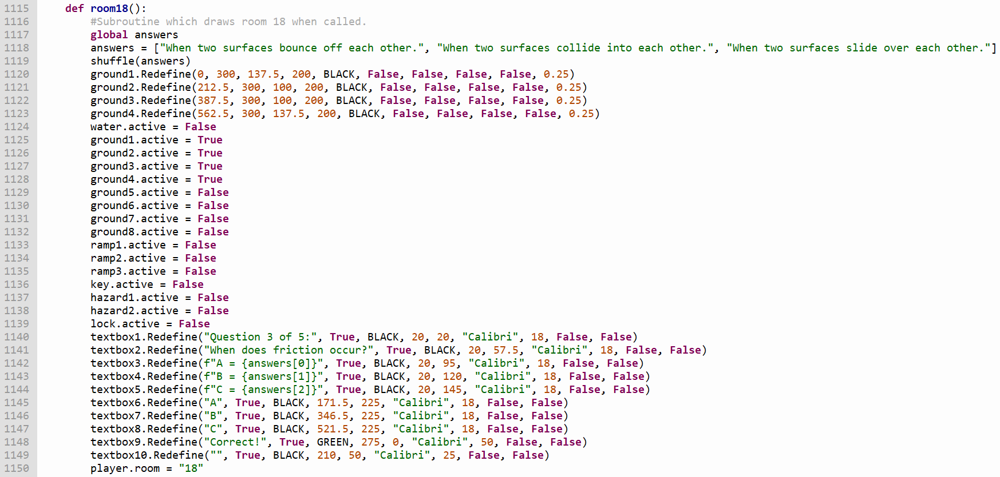 1115 def room18():
1116 #Subroutine which draws room 18 when called.
1117 global answers
1118 answers = ["When two surfaces bounce off each other.", "When two surfaces collide into each other.", "When two surfaces slide over each other."]
1119 shuffle(answers)
1120 ground1.Redefine(0, 300, 137.5, 200, BLACK, False, False, False, False, 0.25)
1121 ground2.Redefine(212.5, 300, 100, 200, BLACK, False, False, False, False, 0.25)
1122 ground3.Redefine(387.5, 300, 100, 200, BLACK, False, False, False, False, 0.25)
1123 ground4.Redefine(562.5, 300, 137.5, 200, BLACK, False, False, False, False, 0.25)
1124 water.active = False
1125 ground1.active = True
1126 ground2.active = True
1127 ground3.active = True
1128 ground4.active = True
1129 ground5.active = False
1130 ground6.active = False
1131 ground7.active = False
1132 ground8.active = False
1133 ramp1.active = False
1134 ramp2.active = False
1135 ramp3.active = False
1136 key.active = False
1137 hazard1.active = False
1138 hazard2.active = False
1139 lock.active = False
1140 textbox1.Redefine("Question 3 of 5:", True, BLACK, 20, 20, "Calibri", 18, False, False)
1141 textbox2.Redefine("When does friction occur?", True, BLACK, 20, 57.5, "Calibri", 18, False, False)
1142 textbox3.Redefine(f"A = {answers[0]}", True, BLACK, 20, 95, "Calibri", 18, False, False)
1143 textbox4.Redefine(f"B = {answers[1]}", True, BLACK, 20, 120, "Calibri", 18, False, False)
1144 textbox5.Redefine(f"C = {answers[2]}", True, BLACK, 20, 145, "Calibri", 18, False, False)
1145 textbox6.Redefine("A", True, BLACK, 171.5, 225, "Calibri", 18, False, False)
1146 textbox7.Redefine("B", True, BLACK, 346.5, 225, "Calibri", 18, False, False)
1147 textbox8.Redefine("C", True, BLACK, 521.5, 225, "Calibri", 18, False, False)
1148 textbox9.Redefine("Correct!", True, GREEN, 275, 0, "Calibri", 50, False, False)
1149 textbox10.Redefine("", True, BLACK, 210, 50, "Calibri", 25, False, False)
1150 player.room = "18"